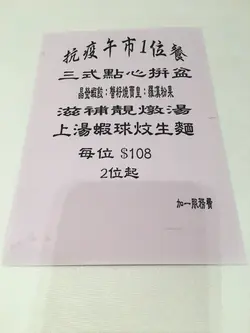 抗疫午市1位餐
三式點心拼盆
晶瑩蝦餃：蟹籽燒賣皇：羅漢粉果
滋補靚燉湯
上湯蝦球炆生麵
每位 $108
2位起
加一服務費